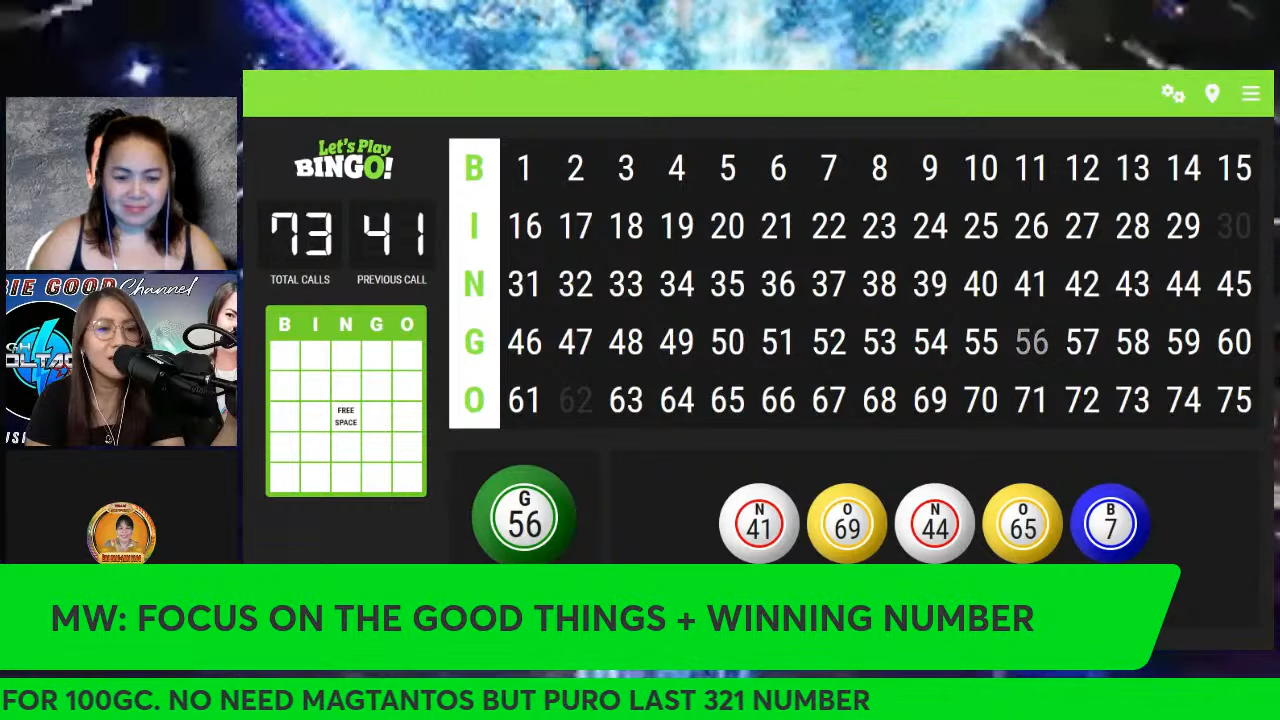 Let's Play
BINGO!
73 41
TOTAL CALLS PREVIOUS CALL
B I N G O
FREE
SPACE
B 1 2 3 4 5 6 7 8 9 10 11 12 13 14 15
I 16 17 18 19 20 21 22 23 24 25 26 27 28 29 30
N 31 32 33 34 35 36 37 38 39 40 41 42 43 44 45
G 46 47 48 49 50 51 52 53 54 55 56 57 58 59 60
O 61 62 63 64 65 66 67 68 69 70 71 72 73 74 75
G
56
N
41
O
69
N
44
O
65
B
7
GOOD Channel
MW: FOCUS ON THE GOOD THINGS + WINNING NUMBER
FOR 100GC. NO NEED MAGTANTOS BUT PURO LAST 321 NUMBER